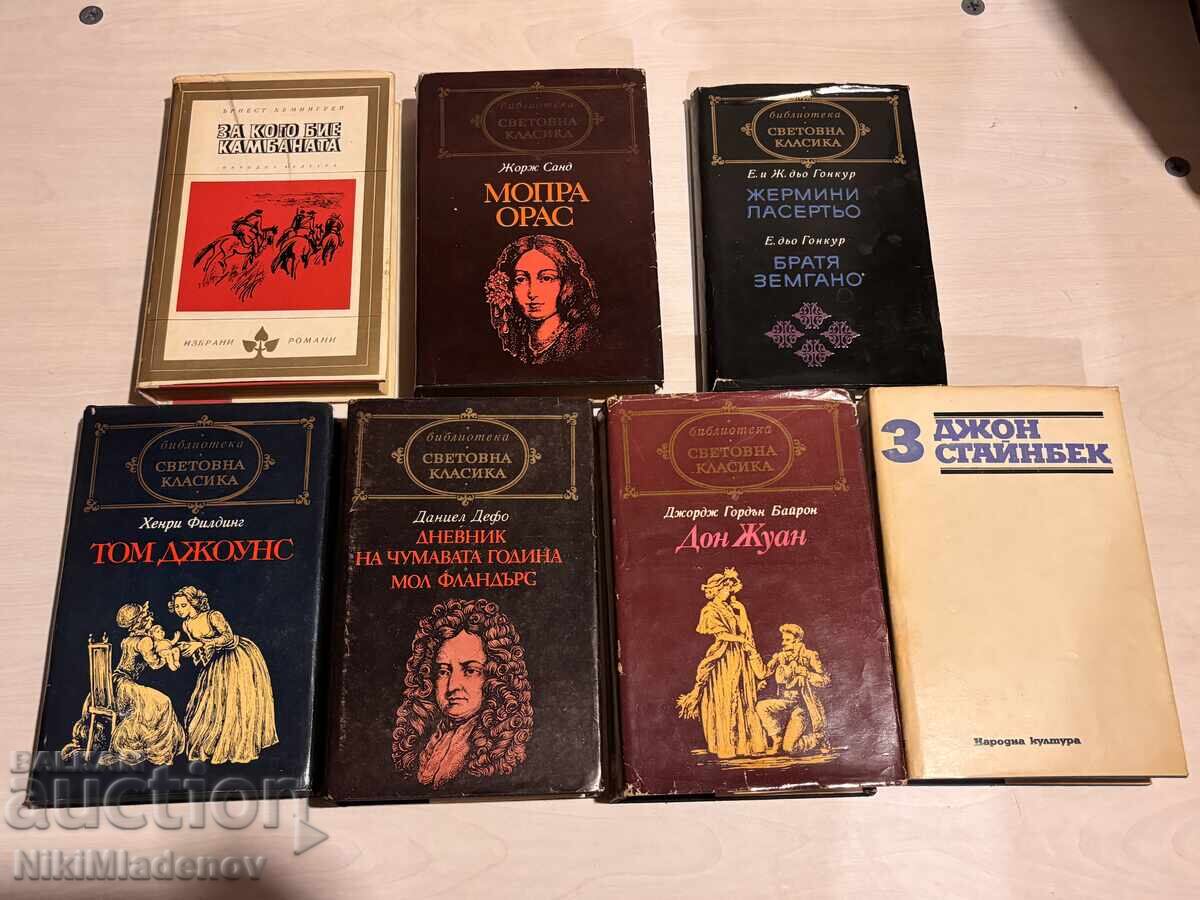 ЪРНЕСТ ХЕМИНГУЕЙ
ЗА КОГО БИЕ
КАМБАНАТА
НАРОДНА КУЛТУРА
ИЗБРАНИ РОМАНИ
библиотека
СВЕТОВНА
КЛАСИКА
Жорж Санд
МОПРА
ОРАС
библиотека
СВЕТОВНА
КЛАСИКА
Е. и Ж. дьо Гонкур
ЖЕРМИНИ
ЛАСЕРТЬО
Е. дьо Гонкур
БРАТЯ
ЗЕМГАНО
библиотека
СВЕТОВНА
КЛАСИКА
Хенри Филдинг
ТОМ ДЖОУНС
библиотека
СВЕТОВНА
КЛАСИКА
Даниел Дефо
ДНЕВНИК
НА ЧУМАВАТА ГОДИНА
МОЛ ФЛАНДЪРС
библиотека
СВЕТОВНА
КЛАСИКА
Джордж Гордън Байрон
Дон Жуан
3 ДЖОН
СТАЙНБЕК
Народна култура
BALKAN
auction
NikiMladenov